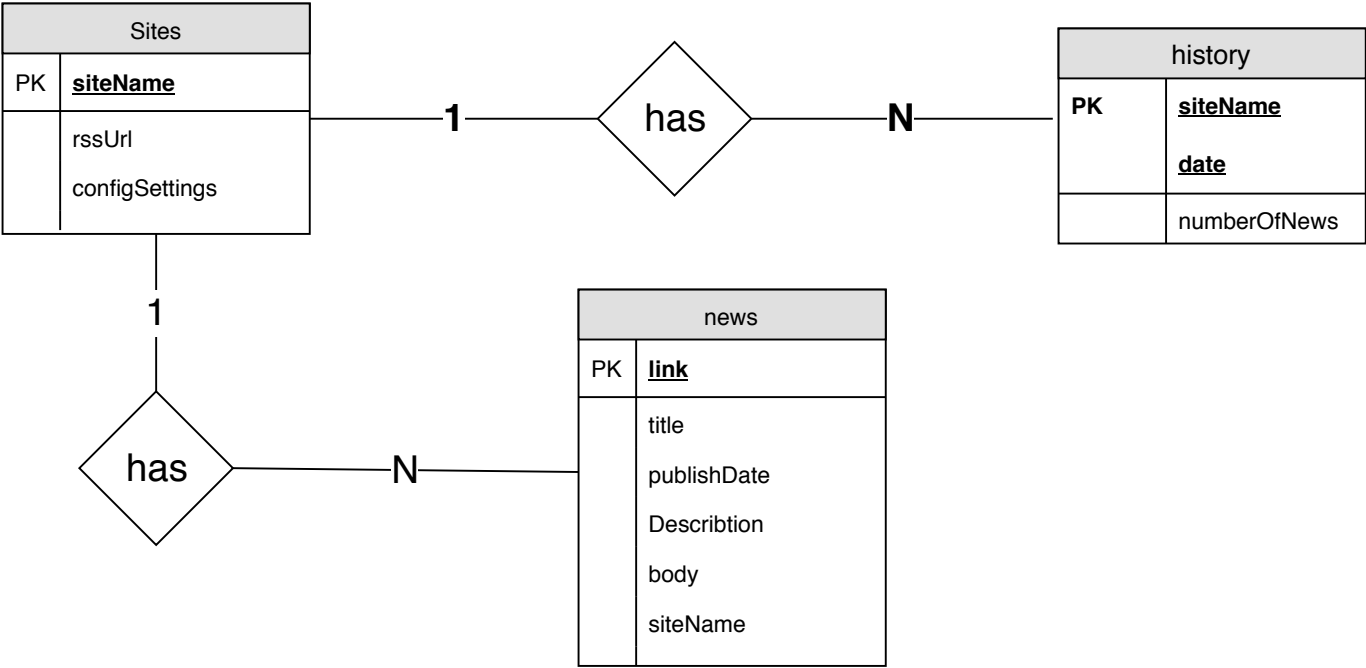 Sites
PK siteName
rssUrl
configSettings
1
has
N
history
PK siteName
date
numberOfNews
1
has
N
news
PK link
title
publishDate
Describtion
body
siteName